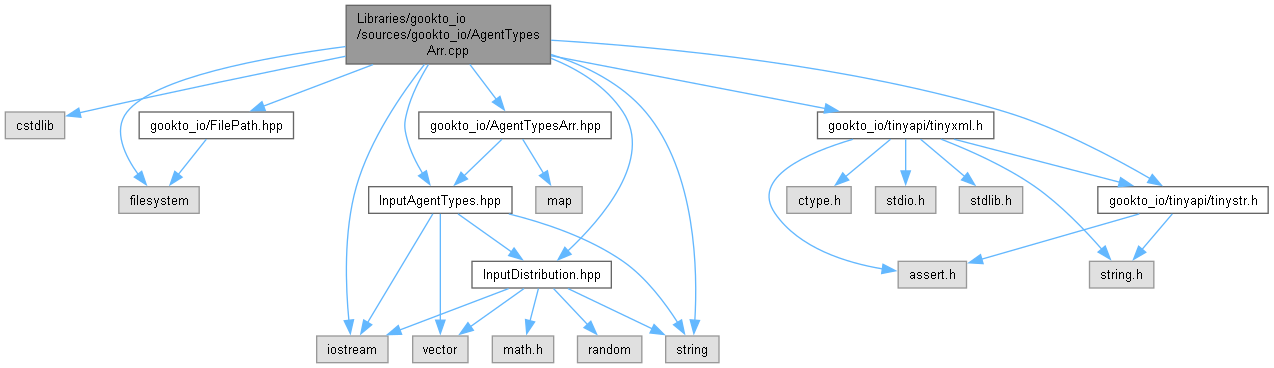 Libraries/gookto_io
/sources/gookto_io/AgentTypes
Arr.cpp
cstdlib
gookto_io/FilePath.hpp
gookto_io/AgentTypesArr.hpp
gookto_io/tinyapi/tinyxml.h
filesystem
InputAgentTypes.hpp
map
ctype.h
stdio.h
stdlib.h
gookto_io/tinyapi/tinystr.h
InputDistribution.hpp
assert.h
string.h
iostream
vector
math.h
random
string